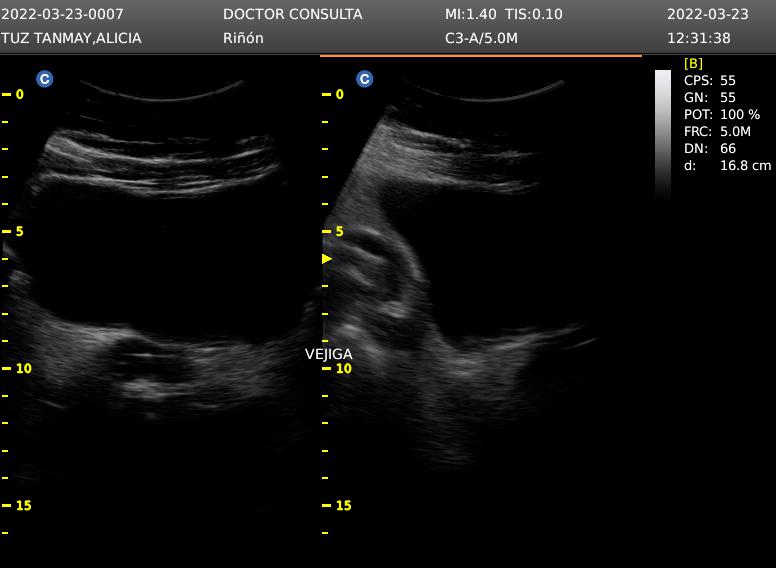 2022-03-23-0007 DOCTOR CONSULTA MI:1.40 TIS:0.10 2022-03-23
TUZ TANMAY,ALICIA Riñón C3-A/5.0M 12:31:38
[B]
CPS: 55
GN: 55
POT: 100 %
FRC: 5.0M
DN: 66
d: 16.8 cm
C C
0 0
5 5
VEJIGA
10 10
15 15